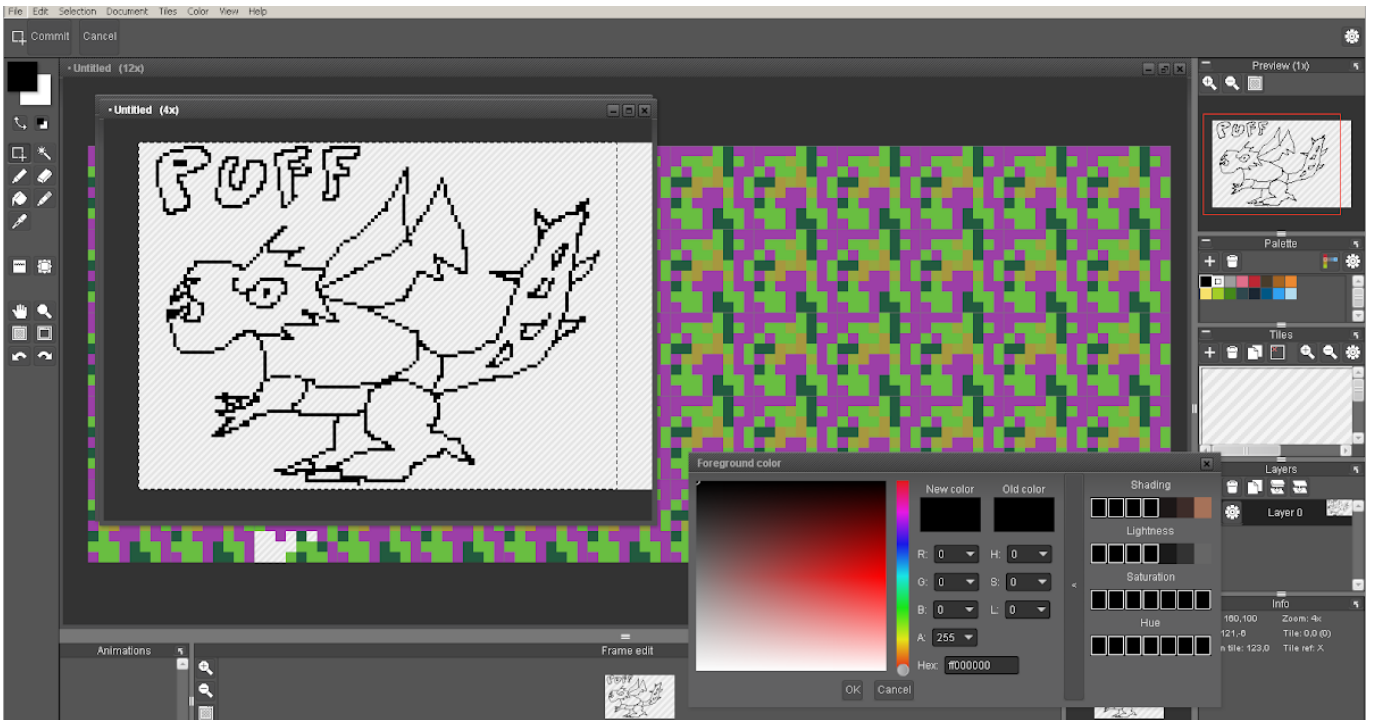 File Edit Selection Document Tiles Color View Help
Commit Cancel
Untitled (12x)
Untitled (4x)
PUFF
Preview (1x)
PUFF
Palette
Tiles
Layers
Layer 0
Foreground color
New color Old color
R: 0 H: 0
G: 0 S: 0
B: 0 L: 0
A: 255
Hex: ff000000
OK Cancel
<
Shading
Lightness
Saturation
Hue
Info
160,100 Zoom: 4x
121,-6 Tile: 0,0 (0)
n tile: 123,0 Tile ref: X
Animations
Frame edit
PUFF